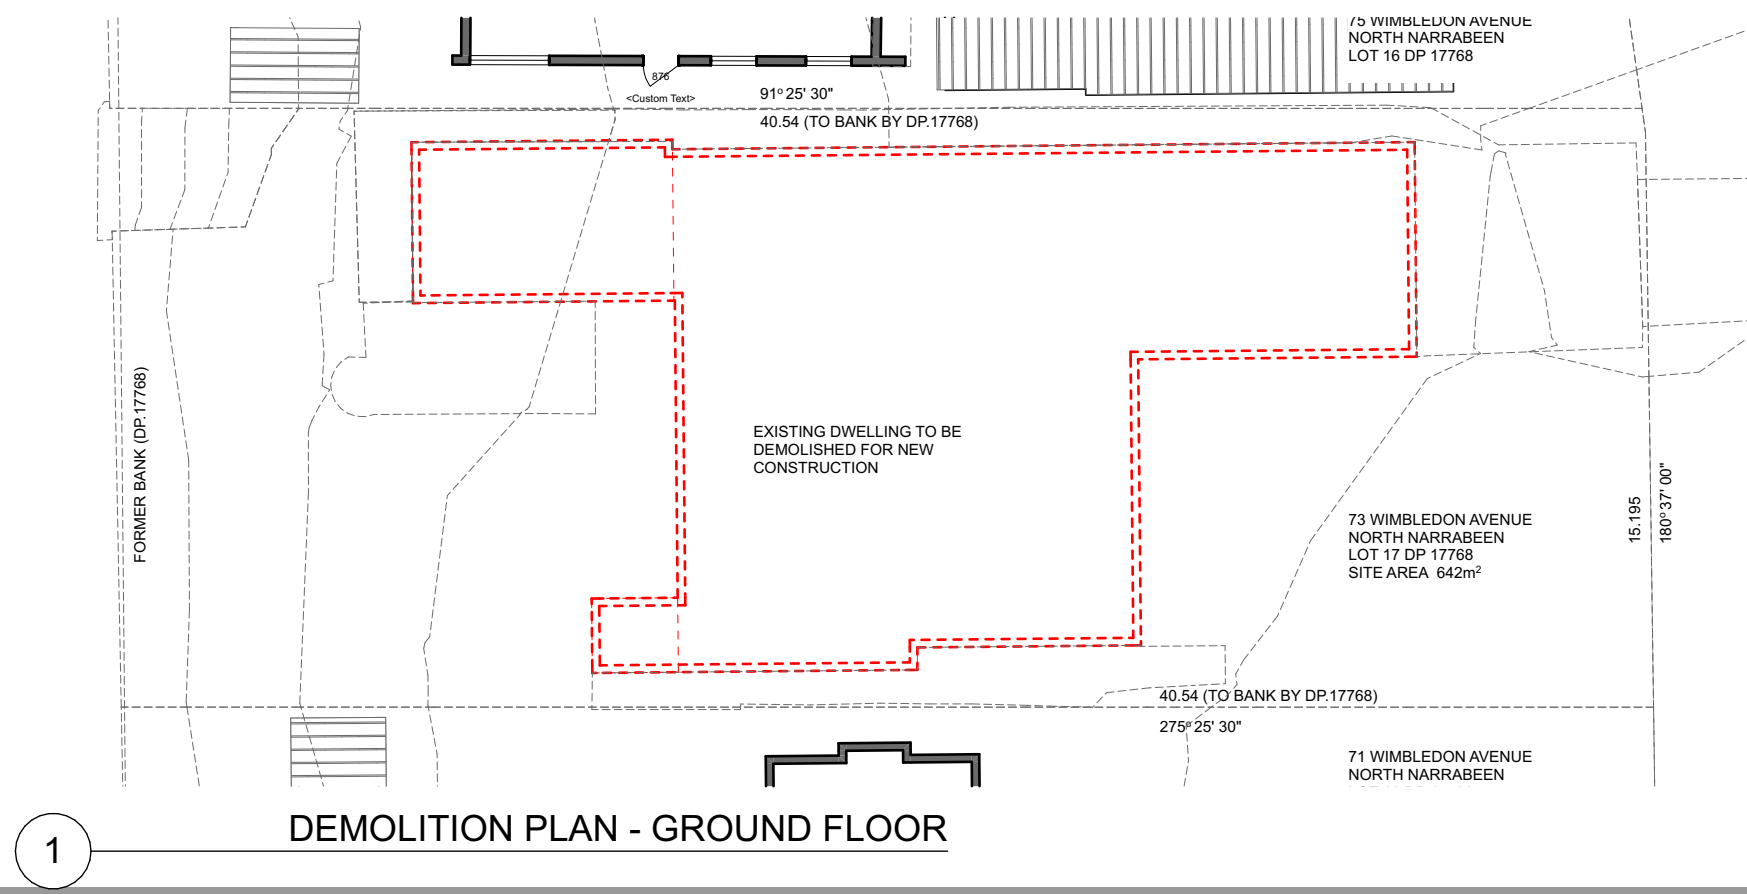 75 WIMBLEDON AVENUE
NORTH NARRABEEN
LOT 16 DP 17768
876
<Custom Text>
91° 25' 30"
40.54 (TO BANK BY DP.17768)
FORMER BANK (DP.17768)
EXISTING DWELLING TO BE
DEMOLISHED FOR NEW
CONSTRUCTION
73 WIMBLEDON AVENUE
NORTH NARRABEEN
LOT 17 DP 17768
SITE AREA 642m²
15.195
180° 37' 00"
40.54 (TO BANK BY DP.17768)
275° 25' 30"
71 WIMBLEDON AVENUE
NORTH NARRABEEN
1
DEMOLITION PLAN - GROUND FLOOR